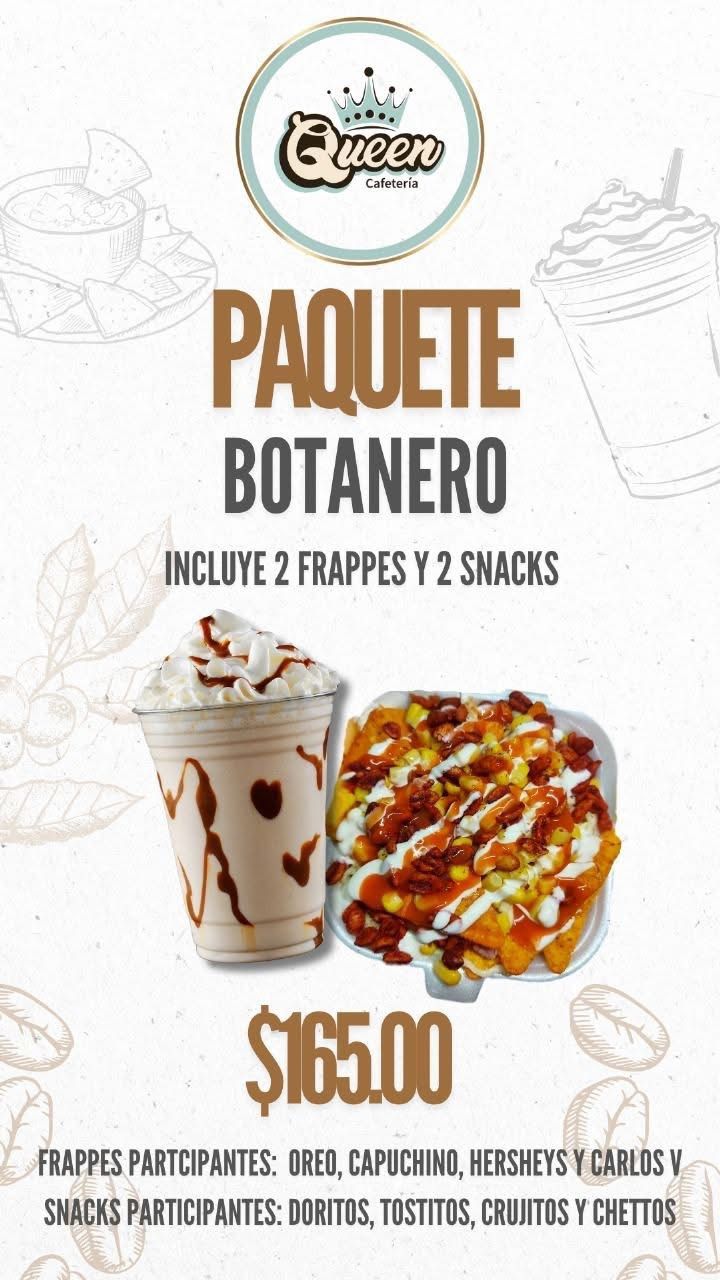 Queen
Cafetería
PAQUETE
BOTANERO
INCLUYE 2 FRAPPES Y 2 SNACKS
$165.00
FRAPPES PARTCIPANTES: OREO, CAPUCHINO, HERSHEYS Y CARLOS V
SNACKS PARTICIPANTES: DORITOS, TOSTITOS, CRUJITOS Y CHETTOS